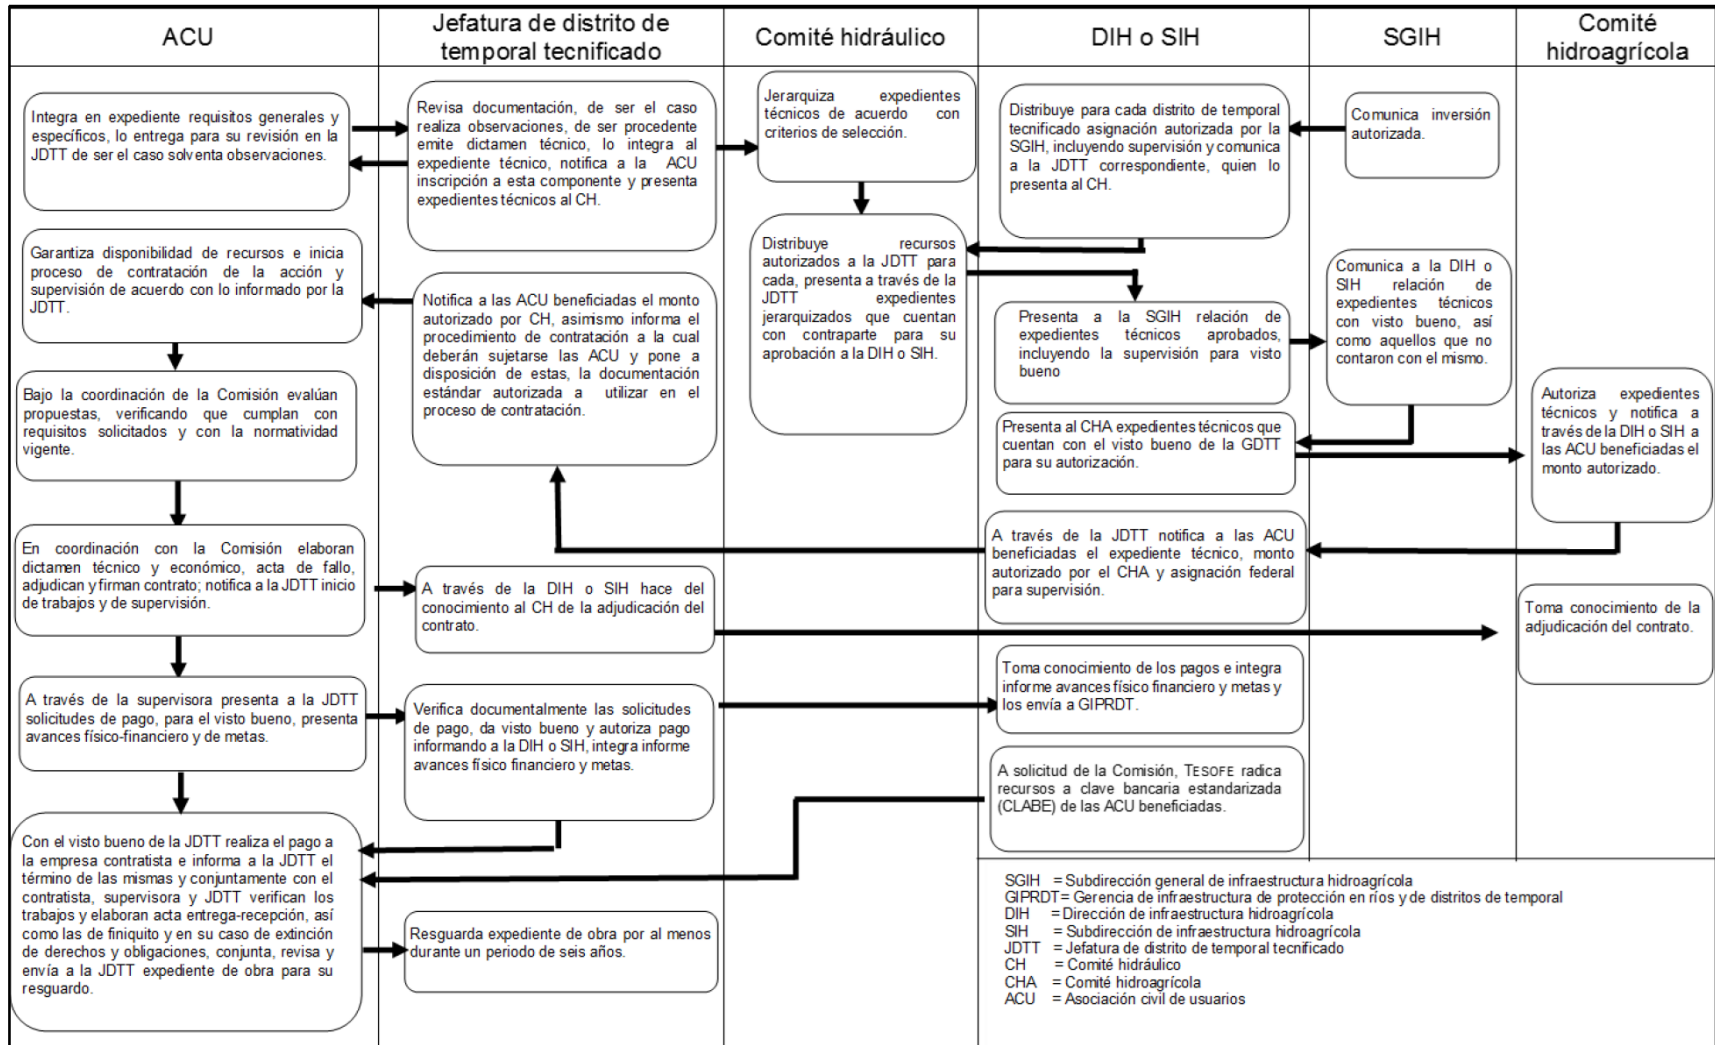 ACU
Jefatura de distrito de
temporal tecnificado
Comité hidráulico
DIH o SIH
SGIH
Comité
hidroagrícola
Integra en expediente requisitos generales y
específicos, lo entrega para su revisión en la
JDTT de ser el caso solventa observaciones.
Revisa documentación, de ser el caso
realiza observaciones, de ser procedente
emite dictamen técnico, lo integra al
expediente técnico, notifica a la ACU
inscripción a esta componente y presenta
expedientes técnicos al CH.
Jerarquiza expedientes
técnicos de acuerdo con
criterios de selección.
Distribuye para cada distrito de temporal
tecnificado asignación autorizada por la
SGIH, incluyendo supervisión y comunica
a la JDTT correspondiente, quien lo
presenta al CH.
Comunica inversión
autorizada.
Garantiza disponibilidad de recursos e inicia
proceso de contratación de la acción y
supervisión de acuerdo con lo informado por la
JDTT.
Notifica a las ACU beneficiadas el monto
autorizado por CH, asimismo informa el
procedimiento de contratación a la cual
deberán sujetarse las ACU y pone a
disposición de estas, la documentación
estándar autorizada a utilizar en el
proceso de contratación.
Distribuye recursos
autorizados a la JDTT para
cada, presenta a través de la
JDTT expedientes
jerarquizados que cuentan
con contraparte para su
aprobación a la DIH o SIH.
Presenta a la SGIH relación de
expedientes técnicos aprobados,
incluyendo la supervisión para visto
bueno
Comunica a la DIH o
SIH relación de
expedientes técnicos
con visto bueno, así
como aquellos que no
contaron con el mismo.
Bajo la coordinación de la Comisión evalúan
propuestas, verificando que cumplan con
requisitos solicitados y con la normatividad
vigente.
Presenta al CHA expedientes técnicos que
cuentan con el visto bueno de la GDTT
para su autorización.
Autoriza expedientes
técnicos y notifica a
través de la DIH o SIH a
las ACU beneficiadas el
monto autorizado.
En coordinación con la Comisión elaboran
dictamen técnico y económico, acta de fallo,
adjudican y firman contrato; notifica a la JDTT inicio
de trabajos y de supervisión.
A través de la DIH o SIH hace del
conocimiento al CH de la adjudicación del
contrato.
A través de la JDTT notifica a las ACU
beneficiadas el expediente técnico, monto
autorizado por el CHA y asignación federal
para supervisión.
Toma conocimiento de la
adjudicación del contrato.
A través de la supervisora presenta a la JDTT
solicitudes de pago, para el visto bueno, presenta
avances físico-financiero y de metas.
Verifica documentalmente las solicitudes
de pago, da visto bueno y autoriza pago
informando a la DIH o SIH, integra informe
avances físico financiero y metas.
Toma conocimiento de los pagos e integra
informe avances físico financiero y metas y
los envía a GIPRDT.
A solicitud de la Comisión, TESOFE radica
recursos a clave bancaria estandarizada
(CLABE) de las ACU beneficiadas.
Con el visto bueno de la JDTT realiza el pago a
la empresa contratista e informa a la JDTT el
término de las mismas y conjuntamente con el
contratista, supervisora y JDTT verifican los
trabajos y elaboran acta entrega-recepción, así
como las de finiquito y en su caso de extinción
de derechos y obligaciones, conjunta, revisa y
envía a la JDTT expediente de obra para su
resguardo.
Resguarda expediente de obra por al menos
durante un periodo de seis años.
SGIH = Subdirección general de infraestructura hidroagrícola
GIPRDT= Gerencia de infraestructura de protección en ríos y de distritos de temporal
DIH = Dirección de infraestructura hidroagrícola
SIH = Subdirección de infraestructura hidroagrícola
JDTT = Jefatura de distrito de temporal tecnificado
CH = Comité hidráulico
CHA = Comité hidroagrícola
ACU = Asociación civil de usuarios